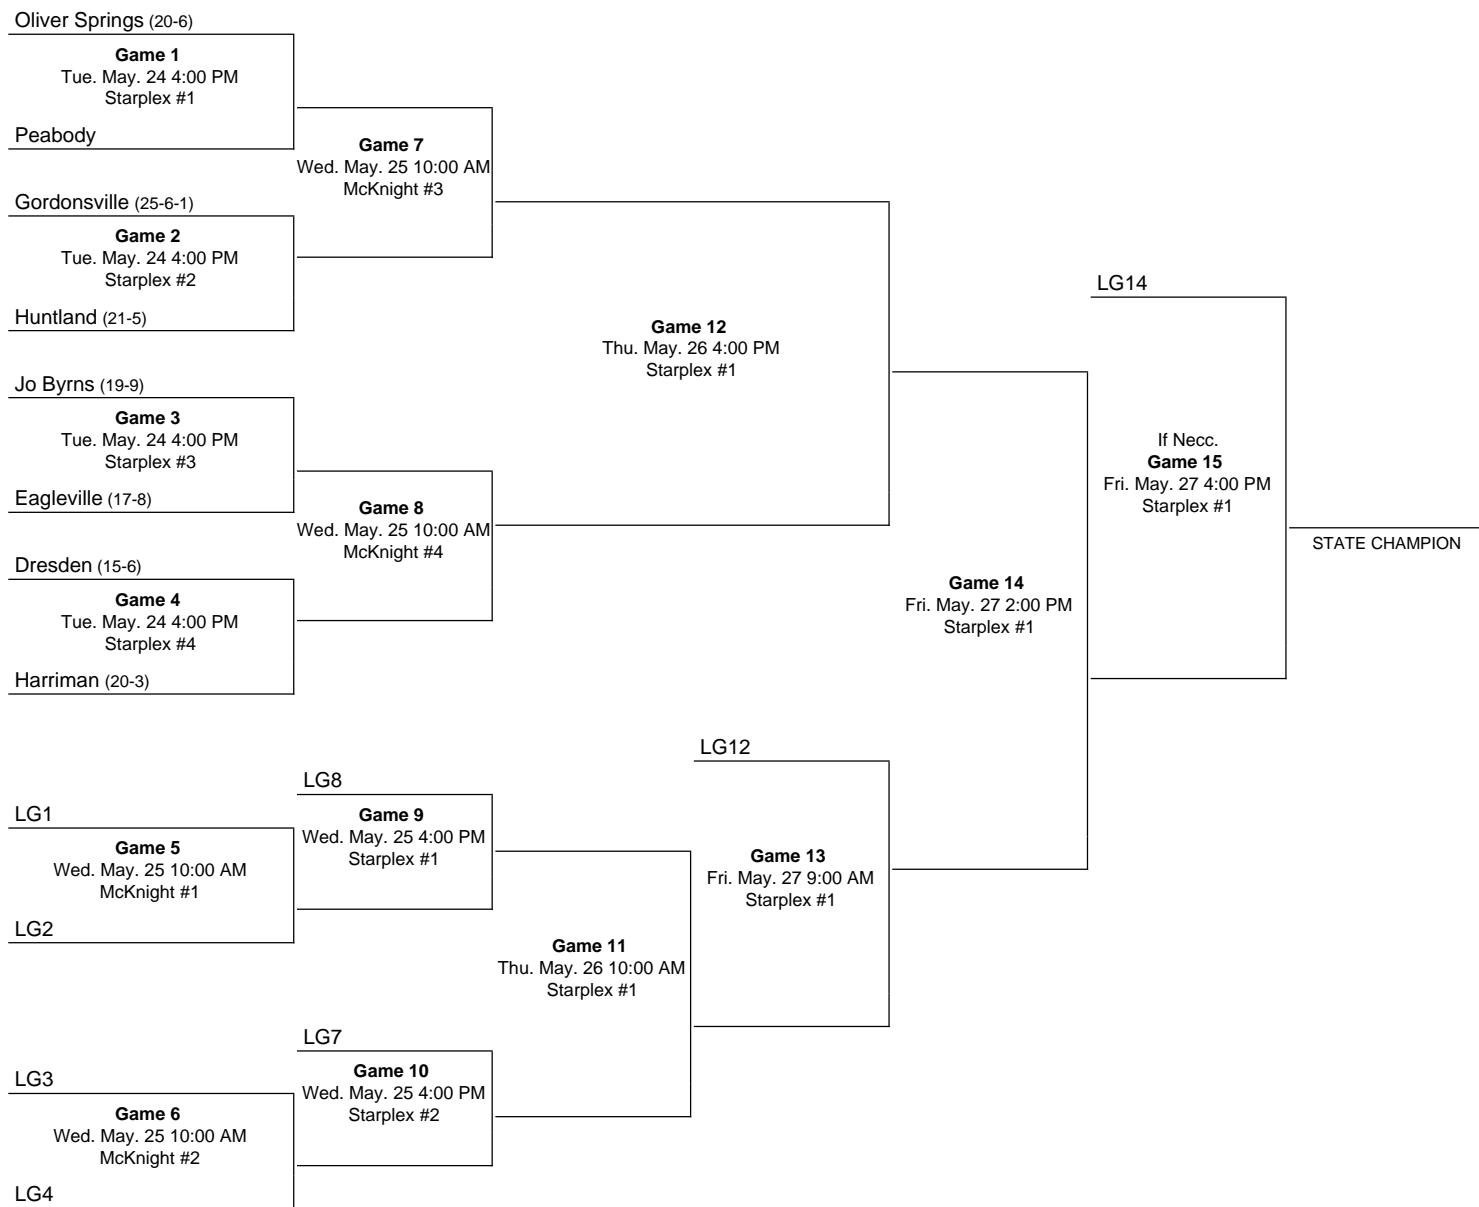 Oliver Springs (20-6)
Game 1
Tue. May. 24 4:00 PM
Starplex #1
Peabody
Game 7
Wed. May. 25 10:00 AM
McKnight #3
Gordonsville (25-6-1)
Game 2
Tue. May. 24 4:00 PM
Starplex #2
Huntland (21-5)
LG14
Game 12
Thu. May. 26 4:00 PM
Starplex #1
Jo Byrns (19-9)
Game 3
Tue. May. 24 4:00 PM
Starplex #3
Eagleville (17-8)
If Necc.
Game 15
Fri. May. 27 4:00 PM
Starplex #1
STATE CHAMPION
Game 8
Wed. May. 25 10:00 AM
McKnight #4
Dresden (15-6)
Game 4
Tue. May. 24 4:00 PM
Starplex #4
Harriman (20-3)
Game 14
Fri. May. 27 2:00 PM
Starplex #1
LG12
LG8
LG1
Game 9
Wed. May. 25 4:00 PM
Starplex #1
Game 5
Wed. May. 25 10:00 AM
McKnight #1
LG2
Game 13
Fri. May. 27 9:00 AM
Starplex #1
Game 11
Thu. May. 26 10:00 AM
Starplex #1
LG7
LG3
Game 10
Wed. May. 25 4:00 PM
Starplex #2
Game 6
Wed. May. 25 10:00 AM
McKnight #2
LG4